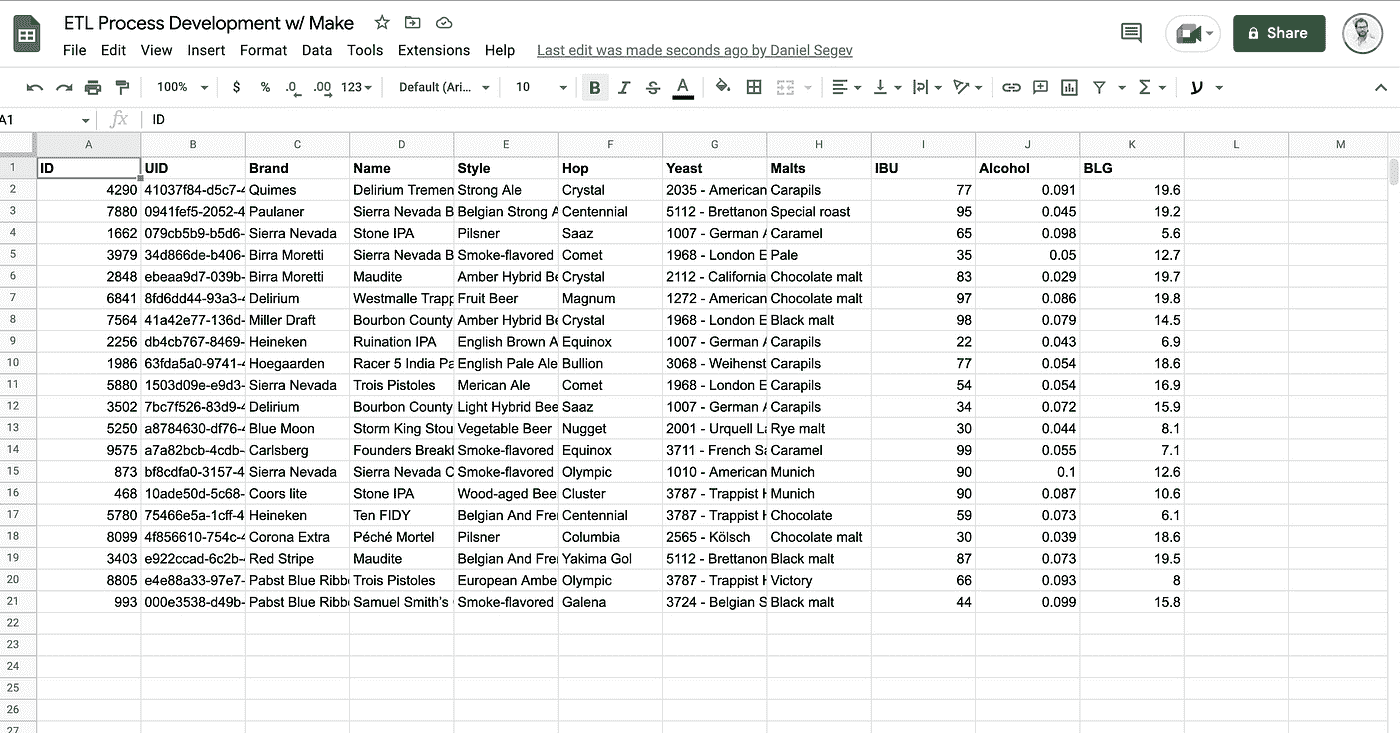 ETL Process Development w/ Make
File Edit View Insert Format Data Tools Extensions Help Last edit was made seconds ago by Daniel Segev
Share
100% $ % .0 .00 123 Default (Ari... 10 B I S A
A1 fx ID
A B C D E F G H I J K L M
1 ID UID Brand Name Style Hop Yeast Malts IBU Alcohol BLG
2 4290 41037f84-d5c7-4 Quimes Delirium Tremen Strong Ale Crystal 2035 - American Carapils 77 0.091 19.6
3 7880 0941fef5-2052-4 Paulaner Sierra Nevada B Belgian Strong A Centennial 5112 - Brettanon Special roast 95 0.045 19.2
4 1662 079cb5b9-b5d6- Sierra Nevada Stone IPA Pilsner Saaz 1007 - German A Caramel 65 0.098 5.6
5 3979 34d866de-b406- Birra Moretti Sierra Nevada B Smoke-flavored Comet 1968 - London E Pale 35 0.05 12.7
6 2848 ebeaa9d7-039b- Birra Moretti Maudite Amber Hybrid Be Crystal 2112 - California Chocolate malt 83 0.029 19.7
7 6841 8fd6dd44-93a3-4 Delirium Westmalle Trapp Fruit Beer Magnum 1272 - American Chocolate malt 97 0.086 19.8
8 7564 41a42e77-136d- Miller Draft Bourbon County Amber Hybrid Be Crystal 1968 - London E Black malt 98 0.079 14.5
9 2256 db4cb767-8469- Heineken Ruination IPA English Brown A Equinox 1007 - German A Carapils 22 0.043 6.9
10 1986 63fda5a0-9741-4 Hoegaarden Racer 5 India Pa English Pale Ale Bullion 3068 - Weihenst Carapils 77 0.054 18.6
11 5880 1503d09e-e9d3- Sierra Nevada Trois Pistoles Merican Ale Comet 1968 - London E Carapils 54 0.054 16.9
12 3502 7bc7f526-83d9-4 Delirium Bourbon County Light Hybrid Bee Saaz 1007 - German A Carapils 34 0.072 15.9
13 5250 a8784630-df76-4 Blue Moon Storm King Stou Vegetable Beer Nugget 2001 - Urquell La Rye malt 30 0.044 8.1
14 9575 a7a82bcb-4cdb- Carlsberg Founders Breakf Smoke-flavored Equinox 3711 - French Sa Caramel 99 0.055 7.1
15 873 bf8cdfa0-3157-4 Sierra Nevada Sierra Nevada C Smoke-flavored Olympic 1010 - American Munich 90 0.1 12.6
16 468 10ade50d-5c68- Coors lite Stone IPA Wood-aged Bee Cluster 3787 - Trappist H Munich 90 0.087 10.6
17 5780 75466e5a-1cff-4 Heineken Ten FIDY Belgian And Fre Centennial 3787 - Trappist H Chocolate 59 0.073 6.1
18 8099 4f856610-754c-4 Corona Extra Péché Mortel Pilsner Columbia 2565 - Kölsch Chocolate malt 30 0.039 18.6
19 3403 e922ccad-6c2b- Red Stripe Maudite Belgian And Fre Yakima Gol 5112 - Brettanon Black malt 87 0.073 19.5
20 8805 e4e88a33-97e7- Pabst Blue Ribb Trois Pistoles European Ambe Olympic 3787 - Trappist H Victory 66 0.093 8
21 993 000e3538-d49b- Pabst Blue Ribb Samuel Smith's Smoke-flavored Galena 3724 - Belgian S Black malt 44 0.099 15.8
22
23
24
25
26
27